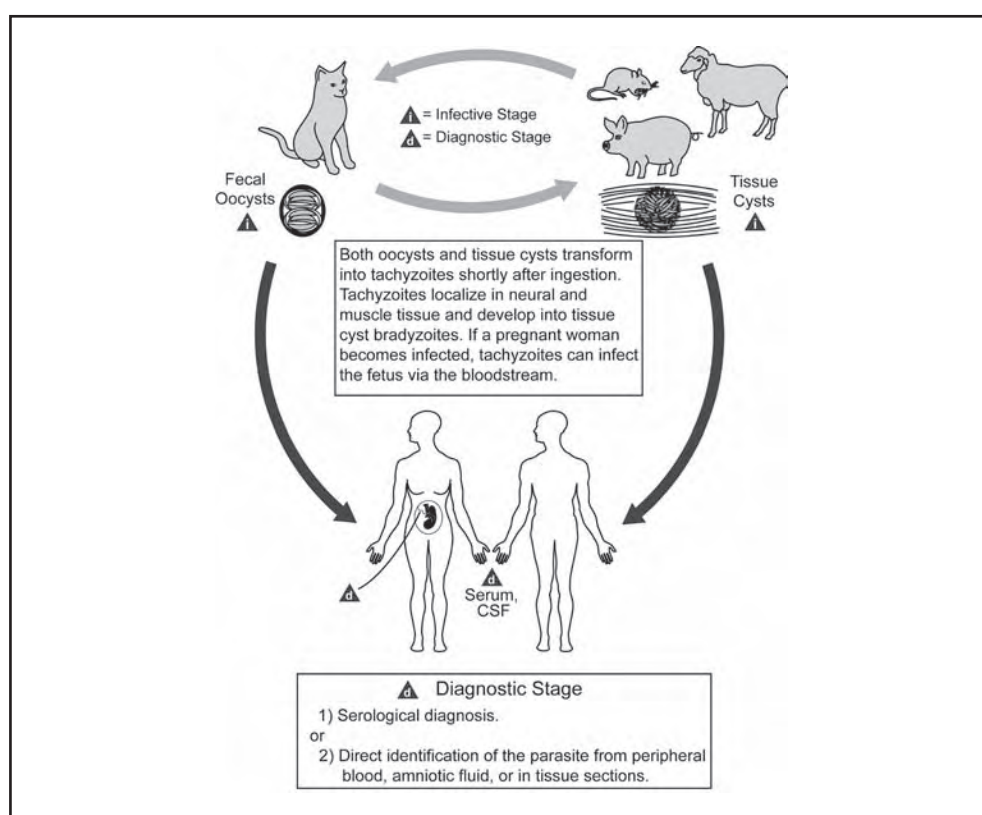 i = Infective Stage
d = Diagnostic Stage
Fecal
Oocysts
i
Tissue
Cysts
i
Both oocysts and tissue cysts transform
into tachyzoites shortly after ingestion.
Tachyzoites localize in neural and
muscle tissue and develop into tissue
cyst bradyzoites. If a pregnant woman
becomes infected, tachyzoites can infect
the fetus via the bloodstream.
d
d
Serum,
CSF
d Diagnostic Stage
1) Serological diagnosis.
or
2) Direct identification of the parasite from peripheral
blood, amniotic fluid, or in tissue sections.